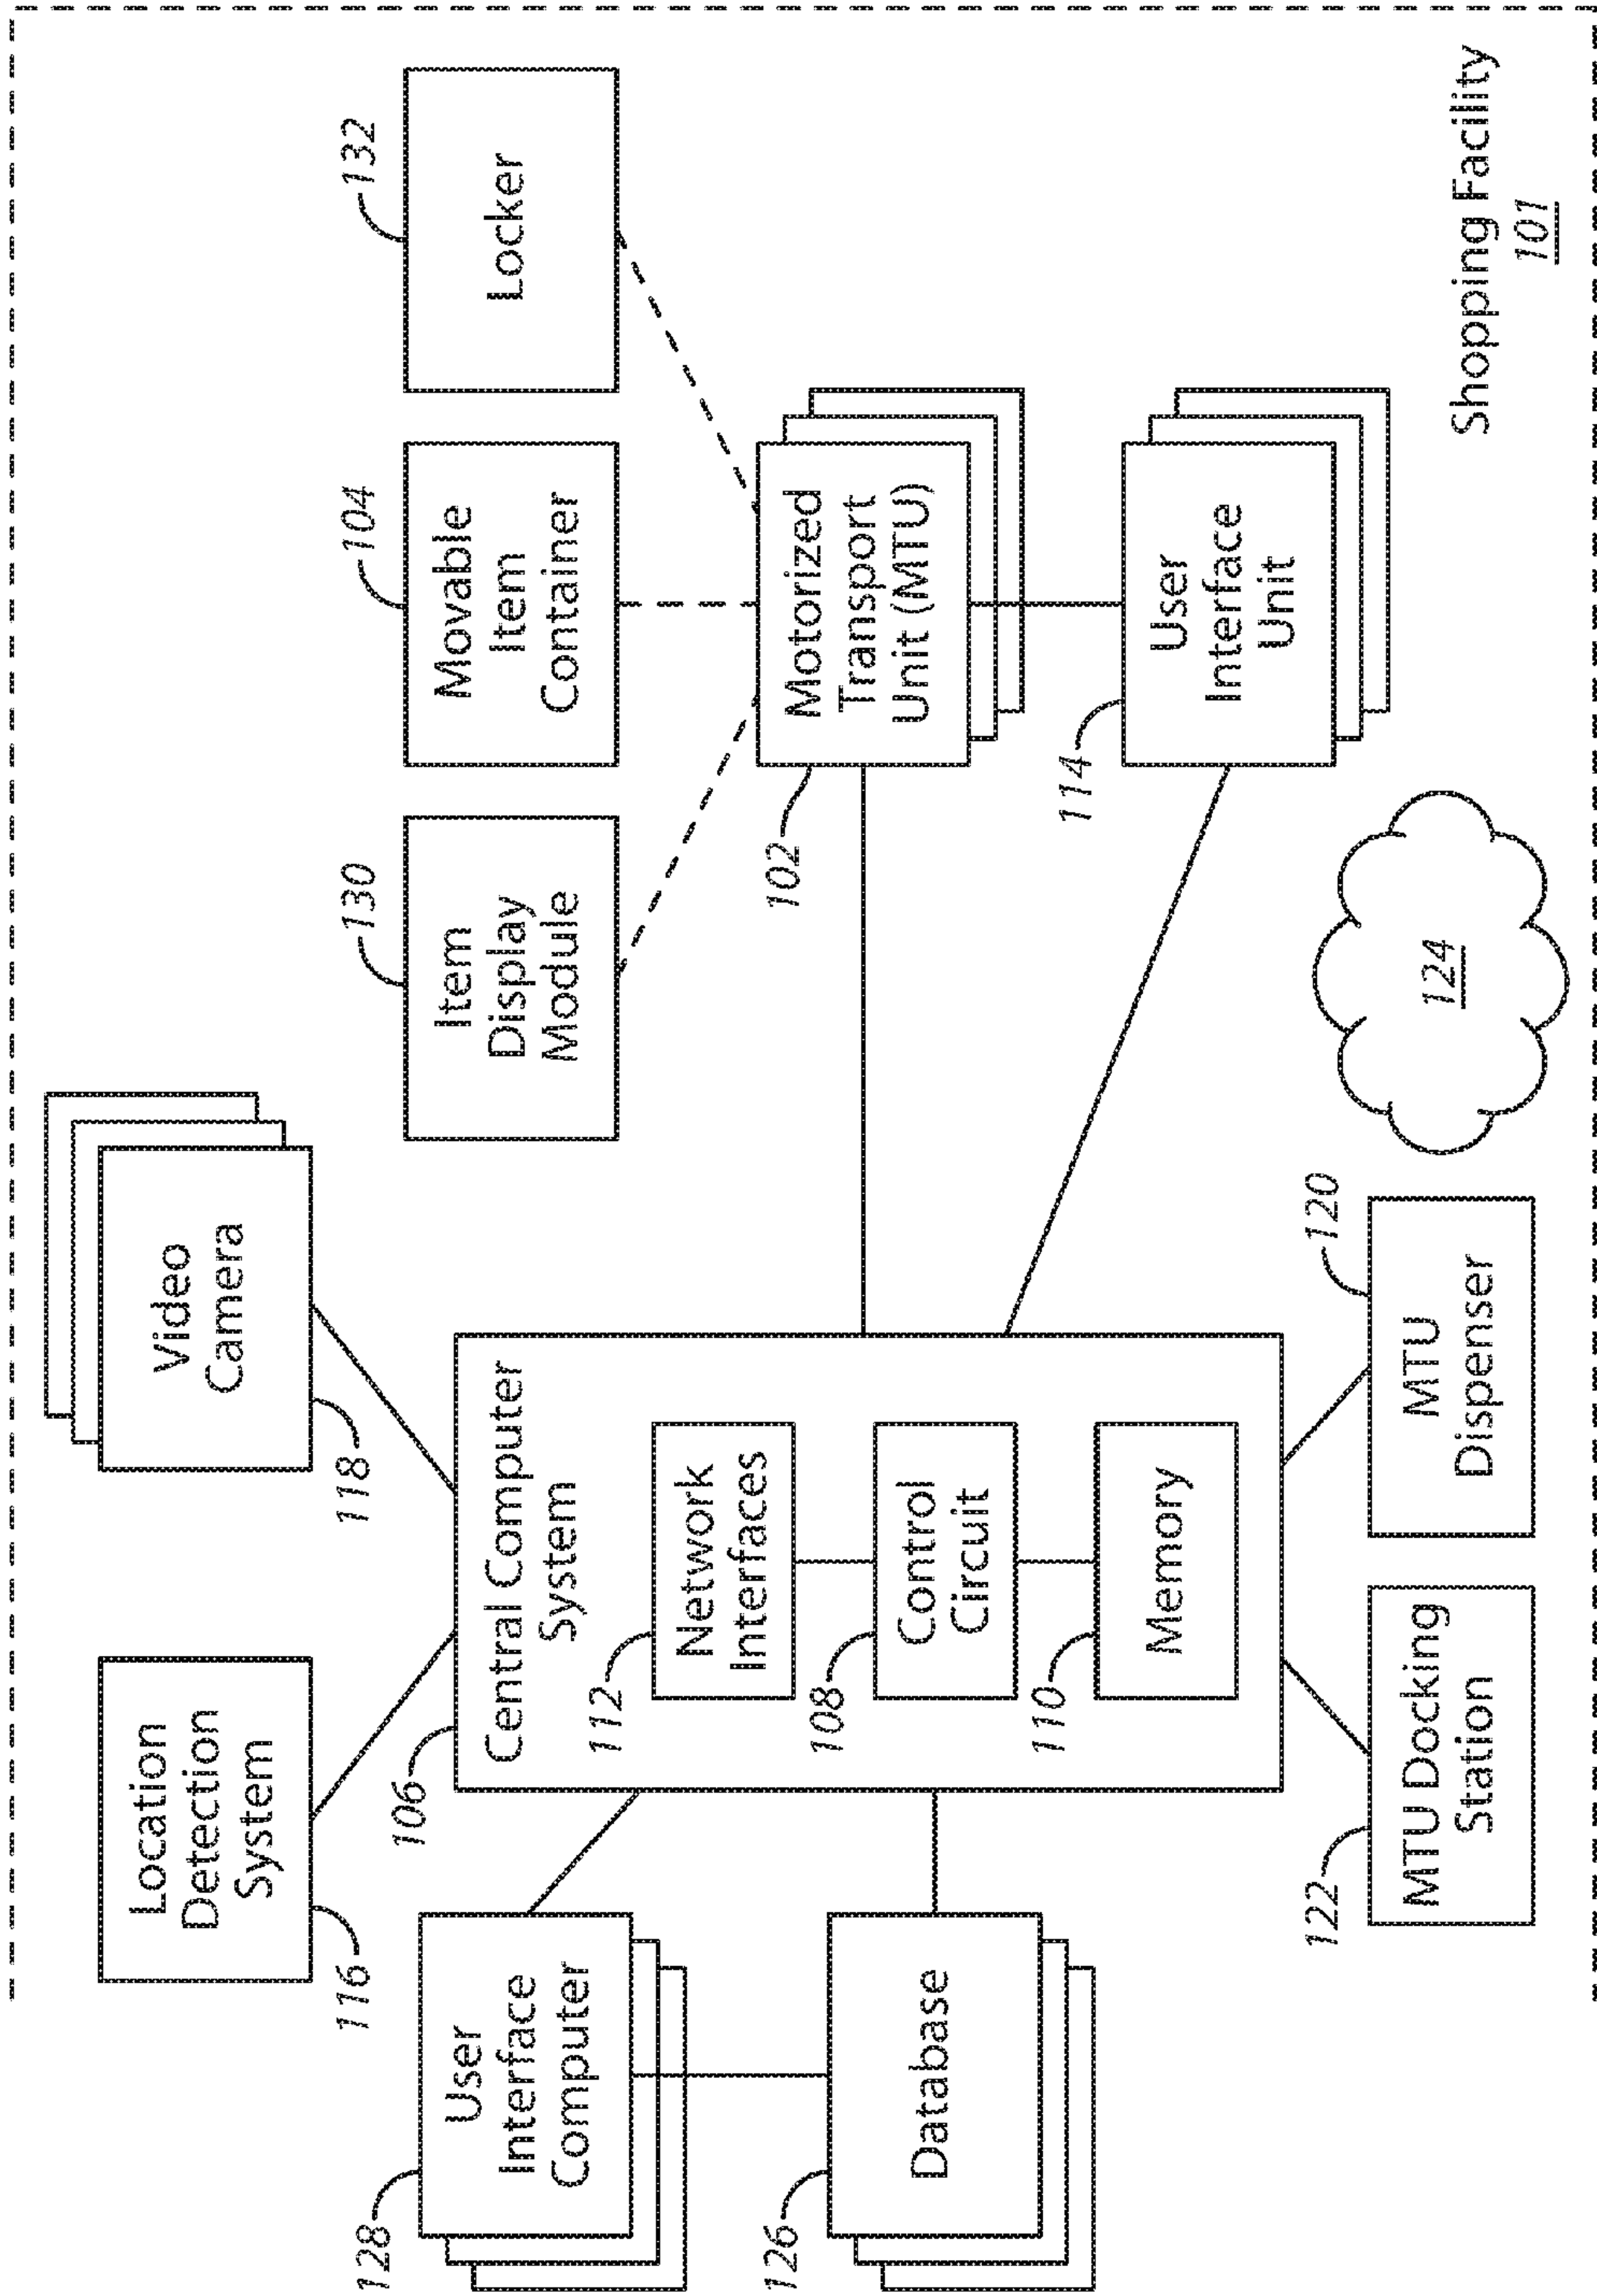 116
Location
Detection
System
118
Video
Camera
128
User
Interface
Computer
106
Central Computer
System
130
Item
Display
Module
104
Movable
Item
Container
132
Locker
112
Network
Interfaces
108
Control
Circuit
110
Memory
126
Database
102
Motorized
Transport
Unit (MTU)
114
User
Interface
Unit
122
MTU Docking
Station
120
MTU
Dispenser
124
Shopping Facility
101